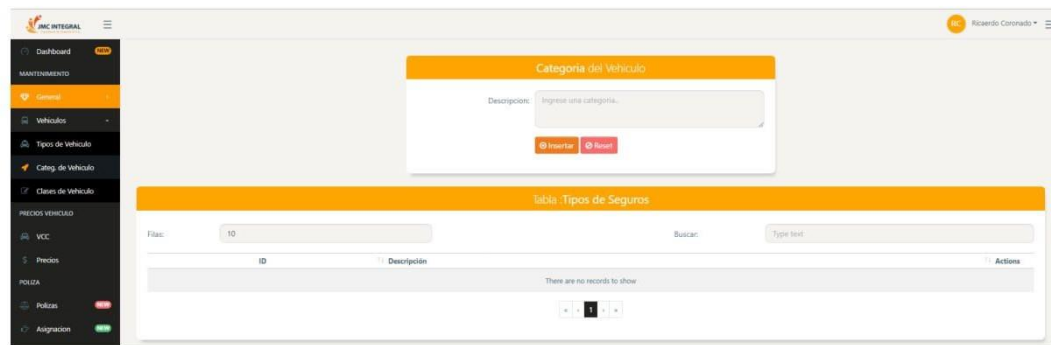 JMC INTEGRAL
RC Ricaerdo Coronado
Dashboard NEW
MANTENIMIENTO
General
Vehiculos
Tipos de Vehiculo
Categ. de Vehiculo
Clases de Vehiculo
PRECIOS VEHICULO
VCC
Precios
POLIZA
Polizas NEW
Asignacion NEW
Categoria del Vehiculo
Descripcion: Ingrese una categoria..
Insertar Reset
Tabla :Tipos de Seguros
Filas: 10 Buscar: Type text
ID Descripción Actions
There are no records to show
« ‹ 1 › »